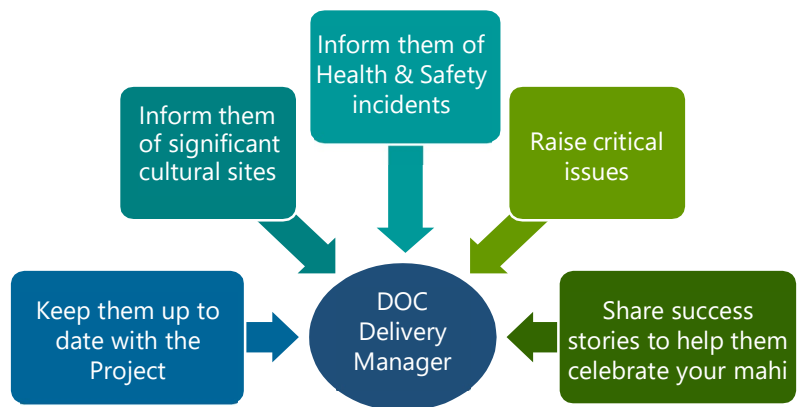 Inform them of
Health & Safety
incidents
Inform them
of significant
cultural sites
Raise critical
issues
Keep them up to
date with the
Project
DOC
Delivery
Manager
Share success
stories to help them
celebrate your mahi